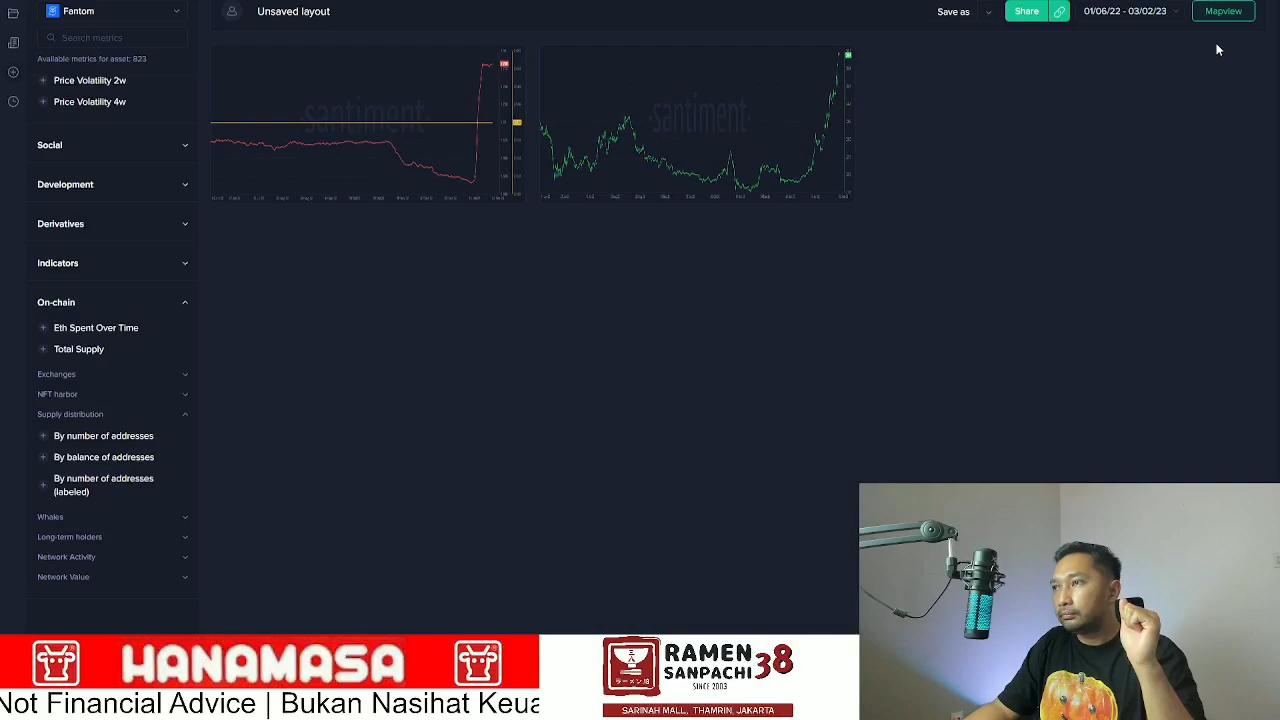 Fantom
Unsaved layout
Save as
Share
01/06/22 - 03/02/23
Mapview
Search metrics
Available metrics for asset: 823
Price Volatility 2w
Price Volatility 4w
Social
Development
Derivatives
Indicators
On-chain
Eth Spent Over Time
Total Supply
Exchanges
NFT harbor
Supply distribution
By number of addresses
By balance of addresses
By number of addresses
(labeled)
Whales
Long-term holders
Network Activity
Network Value
·santiment·
·santiment·
HANAMASA
RAMEN
SANPACHI 38
SINCE 2003
SARINAH MALL, THAMRIN, JAKARTA
Not Financial Advice | Bukan Nasihat Keua